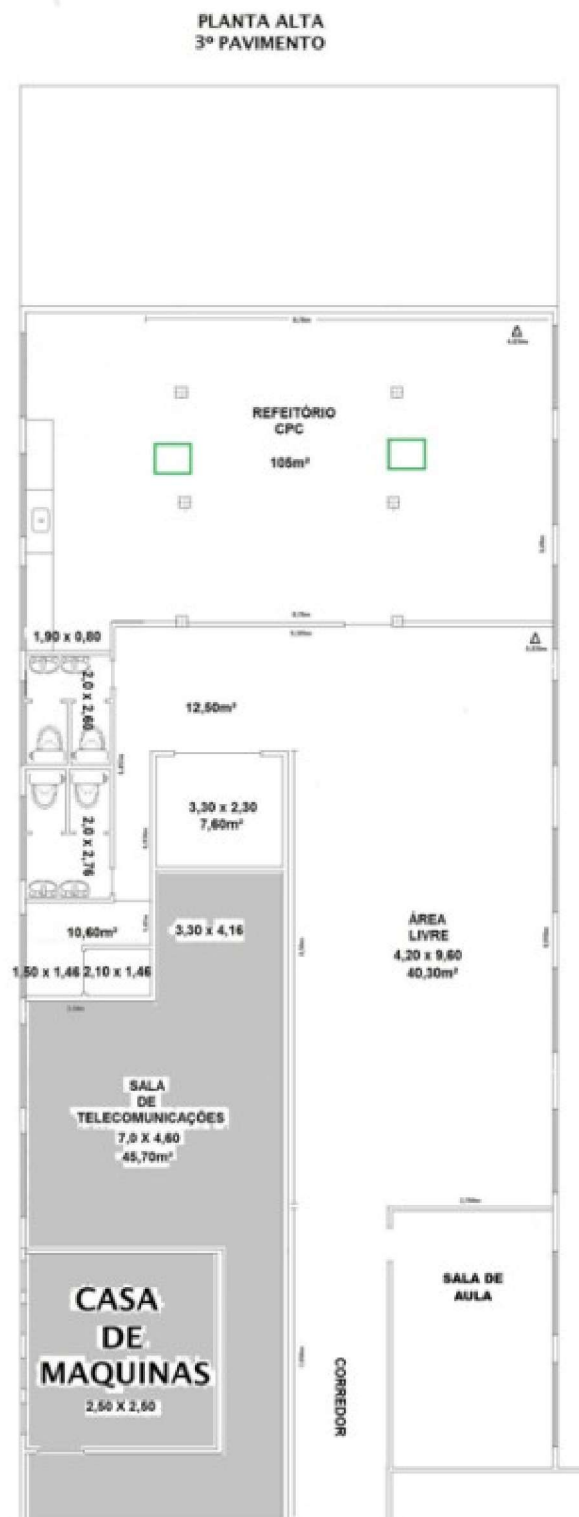 PLANTA ALTA
3º PAVIMENTO
REFEITÓRIO
CPC
105m²
1,90 x 0,80
2,0 x 2,60
12,50m²
3,30 x 2,30
7,60m²
2,0 x 2,76
10,60m²
3,30 x 4,16
ÁREA
LIVRE
4,20 x 9,60
40,30m²
1,50 x 1,46
2,10 x 1,46
SALA
DE
TELECOMUNICAÇÕES
7,0 X 4,60
45,70m²
SALA DE
AULA
CASA
DE
MAQUINAS
2,50 X 2,50
CORREDOR